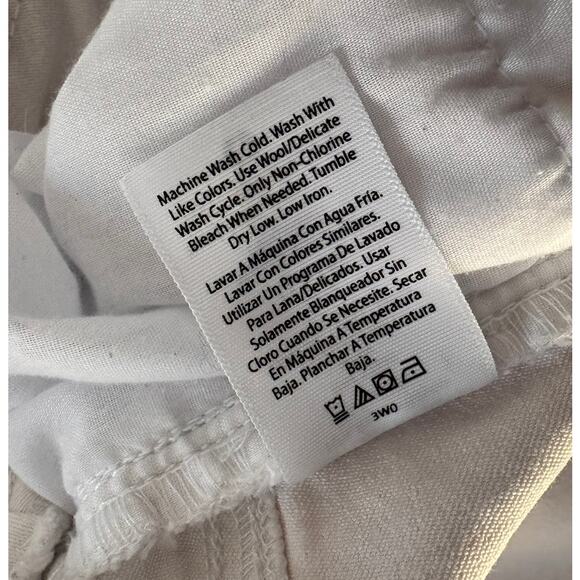 Machine Wash Cold. Wash With
Like Colors. Use Wool/Delicate
Wash Cycle. Only Non-Chlorine
Bleach When Needed. Tumble
Dry Low. Low Iron.
Lavar A Máquina Con Agua Fría.
Lavar Con Colores Similares.
Utilizar Un Programa De Lavado
Para Lana/Delicados. Usar
Solamente Blanqueador Sin
Cloro Cuando Se Necesite. Secar
En Máquina A Temperatura
Baja. Planchar A Temperatura
Baja.
3W0